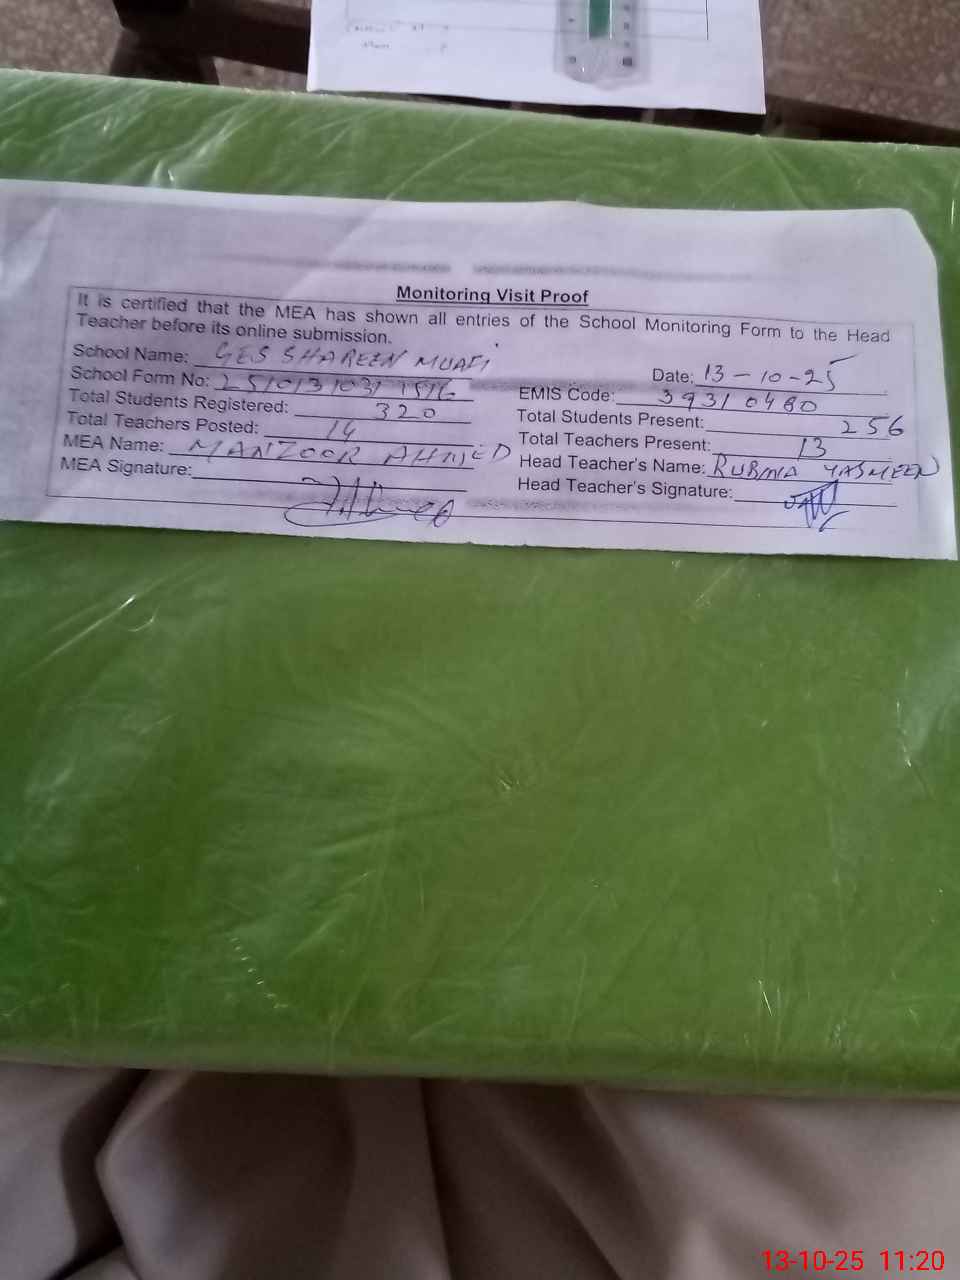 Monitoring Visit Proof
It is certified that the MEA has shown all entries of the School Monitoring Form to the Head
Teacher before its online submission.
School Name: GES SHAREEN MUAFI
Date: 13-10-25
School Form No:
EMIS Code: 39310480
Total Students Registered: 320
Total Students Present: 256
Total Teachers Posted: 14
Total Teachers Present: 13
MEA Name: MANZOOR AHMED
Head Teacher's Name: RUBINA YASMEEN
MEA Signature:
Head Teacher's Signature:
13-10-25 11:20